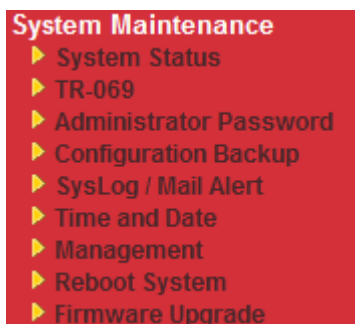 System Maintenance
System Status
TR-069
Administrator Password
Configuration Backup
SysLog / Mail Alert
Time and Date
Management
Reboot System
Firmware Upgrade